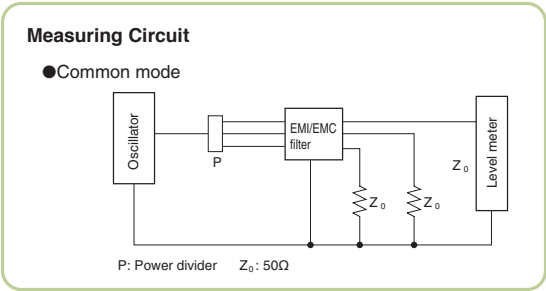 Measuring Circuit
●Common mode
Oscillator
P
EMI/EMC
filter
Z₀
Z₀
Z₀
Level meter
P: Power divider Z₀: 50Ω